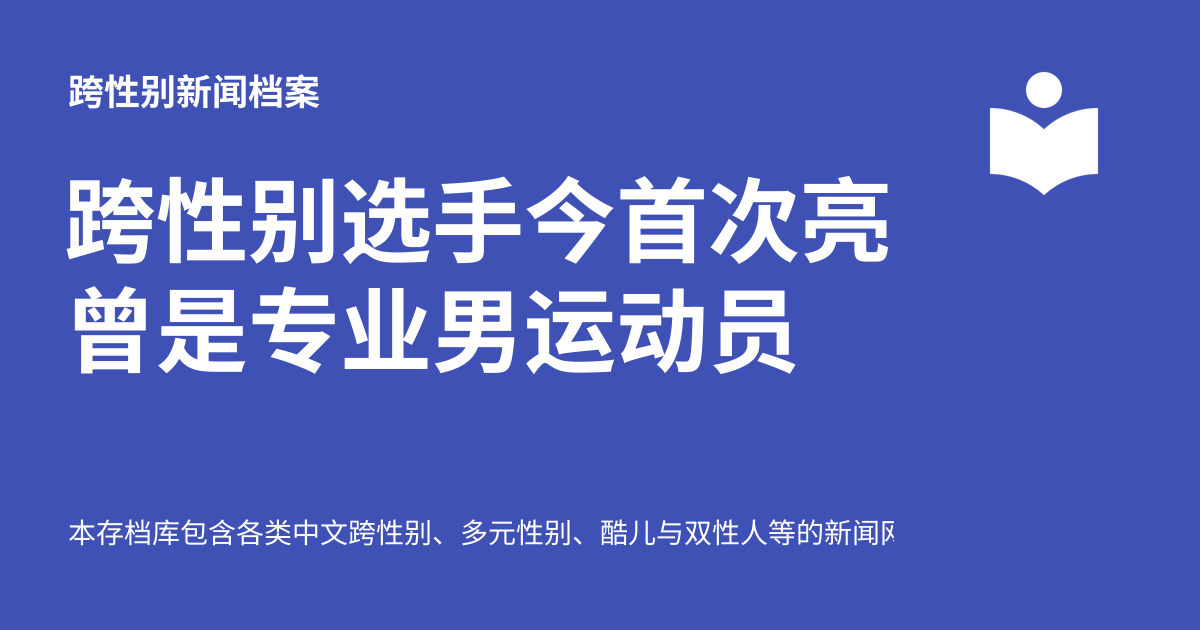 跨性别新闻档案
跨性别选手今首次亮
曾是专业男运动员
本存档库包含各类中文跨性别、多元性别、酷儿与双性人等的新闻